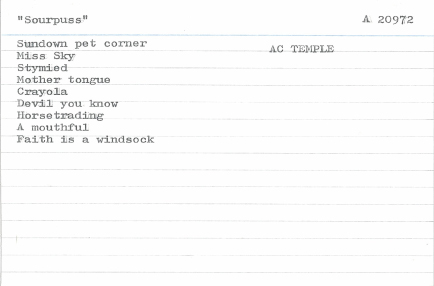 "Sourpuss" A 20972
Sundown pet corner
AC TEMPLE
Miss Sky
Stymied
Mother tongue
Crayola
Devil you know
Horsetrading
A mouthful
Faith is a windsock